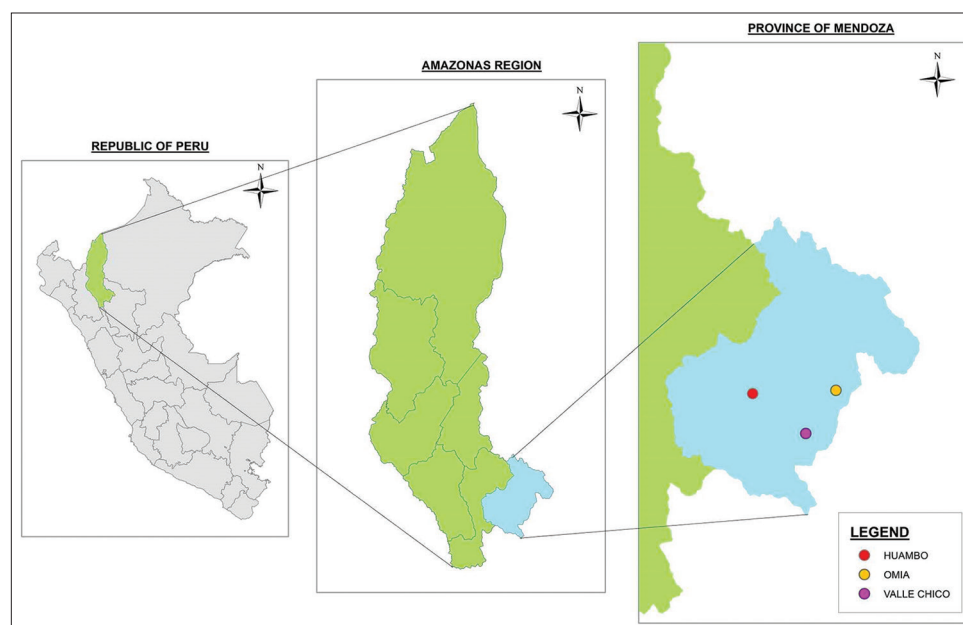 REPUBLIC OF PERU
N
AMAZONAS REGION
N
PROVINCE OF MENDOZA
N
LEGEND
HUAMBO
OMIA
VALLE CHICO